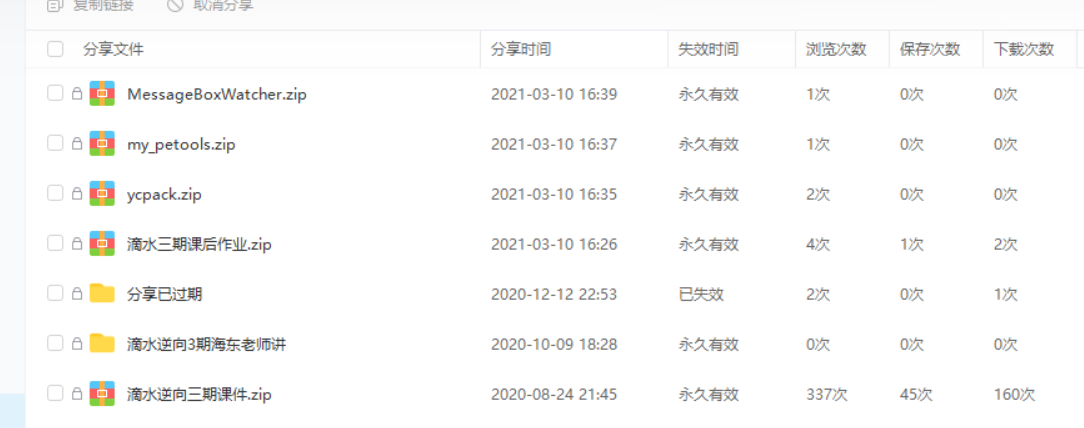 复制链接 取消分享
分享文件 分享时间 失效时间 浏览次数 保存次数 下载次数
MessageBoxWatcher.zip 2021-03-10 16:39 永久有效 1次 0次 0次
my_petools.zip 2021-03-10 16:37 永久有效 1次 0次 0次
ycpack.zip 2021-03-10 16:35 永久有效 2次 0次 0次
滴水三期课后作业.zip 2021-03-10 16:26 永久有效 4次 1次 2次
分享已过期 2020-12-12 22:53 已失效 2次 0次 1次
滴水逆向3期海东老师讲 2020-10-09 18:28 永久有效 0次 0次 0次
滴水逆向三期课件.zip 2020-08-24 21:45 永久有效 337次 45次 160次